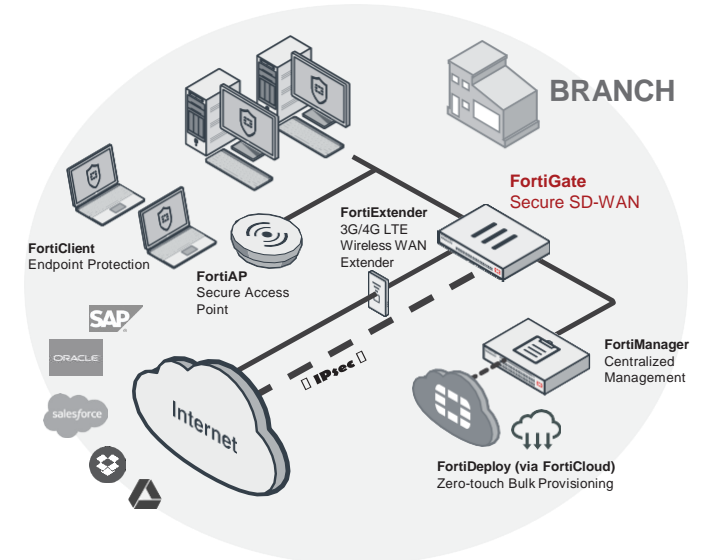 BRANCH
FortiGate
Secure SD-WAN
FortiExtender
3G/4G LTE
Wireless WAN
Extender
FortiClient
Endpoint Protection
FortiAP
Secure Access
Point
SAP
ORACLE
salesforce
Internet
IPsec
FortiManager
Centralized
Management
FortiDeploy (via FortiCloud)
Zero-touch Bulk Provisioning